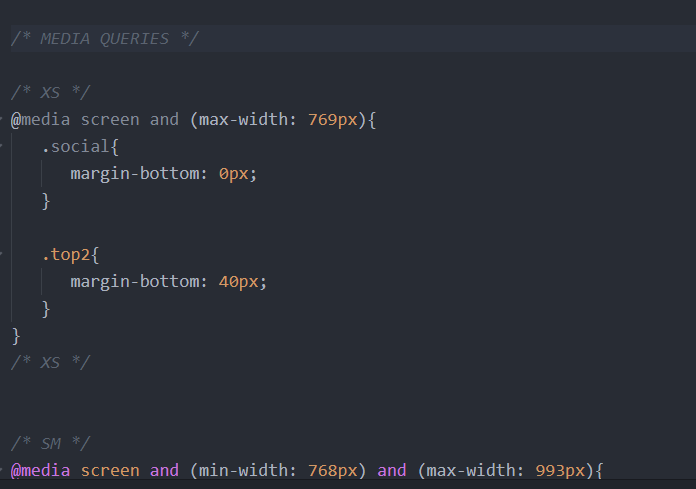 /* MEDIA QUERIES */
/* XS */
@media screen and (max-width: 769px){
.social{
margin-bottom: 0px;
}
.top2{
margin-bottom: 40px;
}
}
/* XS */
/* SM */
@media screen and (min-width: 768px) and (max-width: 993px){